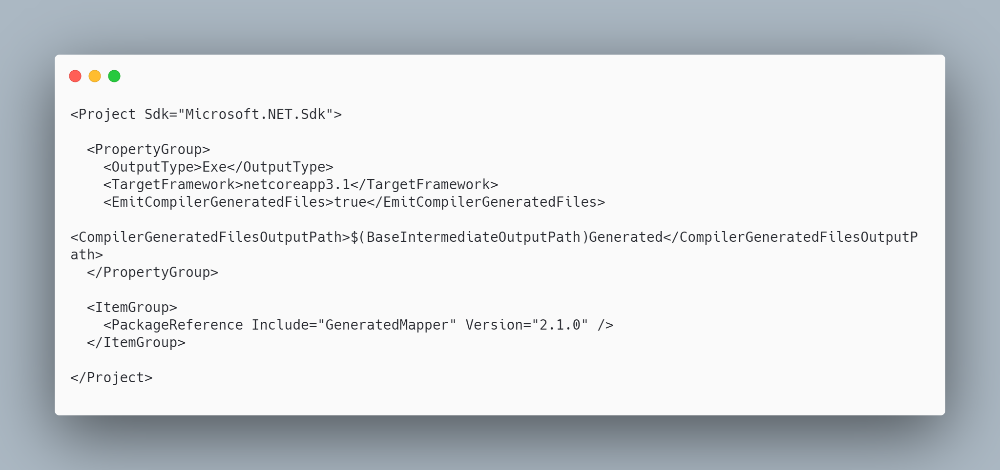 <Project Sdk="Microsoft.NET.Sdk">
<PropertyGroup>
<OutputType>Exe</OutputType>
<TargetFramework>netcoreapp3.1</TargetFramework>
<EmitCompilerGeneratedFiles>true</EmitCompilerGeneratedFiles>
<CompilerGeneratedFilesOutputPath>$(BaseIntermediateOutputPath)Generated</CompilerGeneratedFilesOutputP
ath>
</PropertyGroup>
<ItemGroup>
<PackageReference Include="GeneratedMapper" Version="2.1.0" />
</ItemGroup>
</Project>